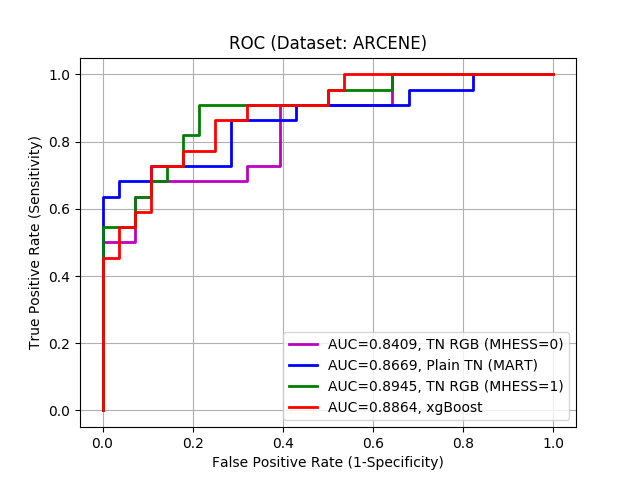 ROC (Dataset: ARCENE)
True Positive Rate (Sensitivity)
1.0
0.8
0.6
0.4
0.2
0.0
AUC=0.8409, TN RGB (MHESS=0)
AUC=0.8669, Plain TN (MART)
AUC=0.8945, TN RGB (MHESS=1)
AUC=0.8864, xgBoost
0.0 0.2 0.4 0.6 0.8 1.0
False Positive Rate (1-Specificity)